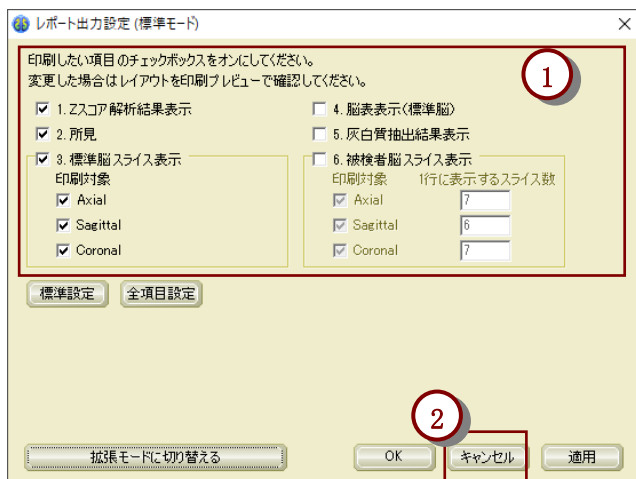 レポート出力設定 (標準モード)
印刷したい項目のチェックボックスをオンにしてください。
変更した場合はレイアウトを印刷プレビューで確認してください。
1
1. Zスコア解析結果表示
4. 脳表表示(標準脳)
2. 所見
5. 灰白質抽出結果表示
3. 標準脳スライス表示
6. 被検者脳スライス表示
印刷対象
印刷対象 1行に表示するスライス数
Axial
Axial 7
Sagittal
Sagittal 6
Coronal
Coronal 7
標準設定 全項目設定
2
拡張モードに切り替える OK キャンセル 適用